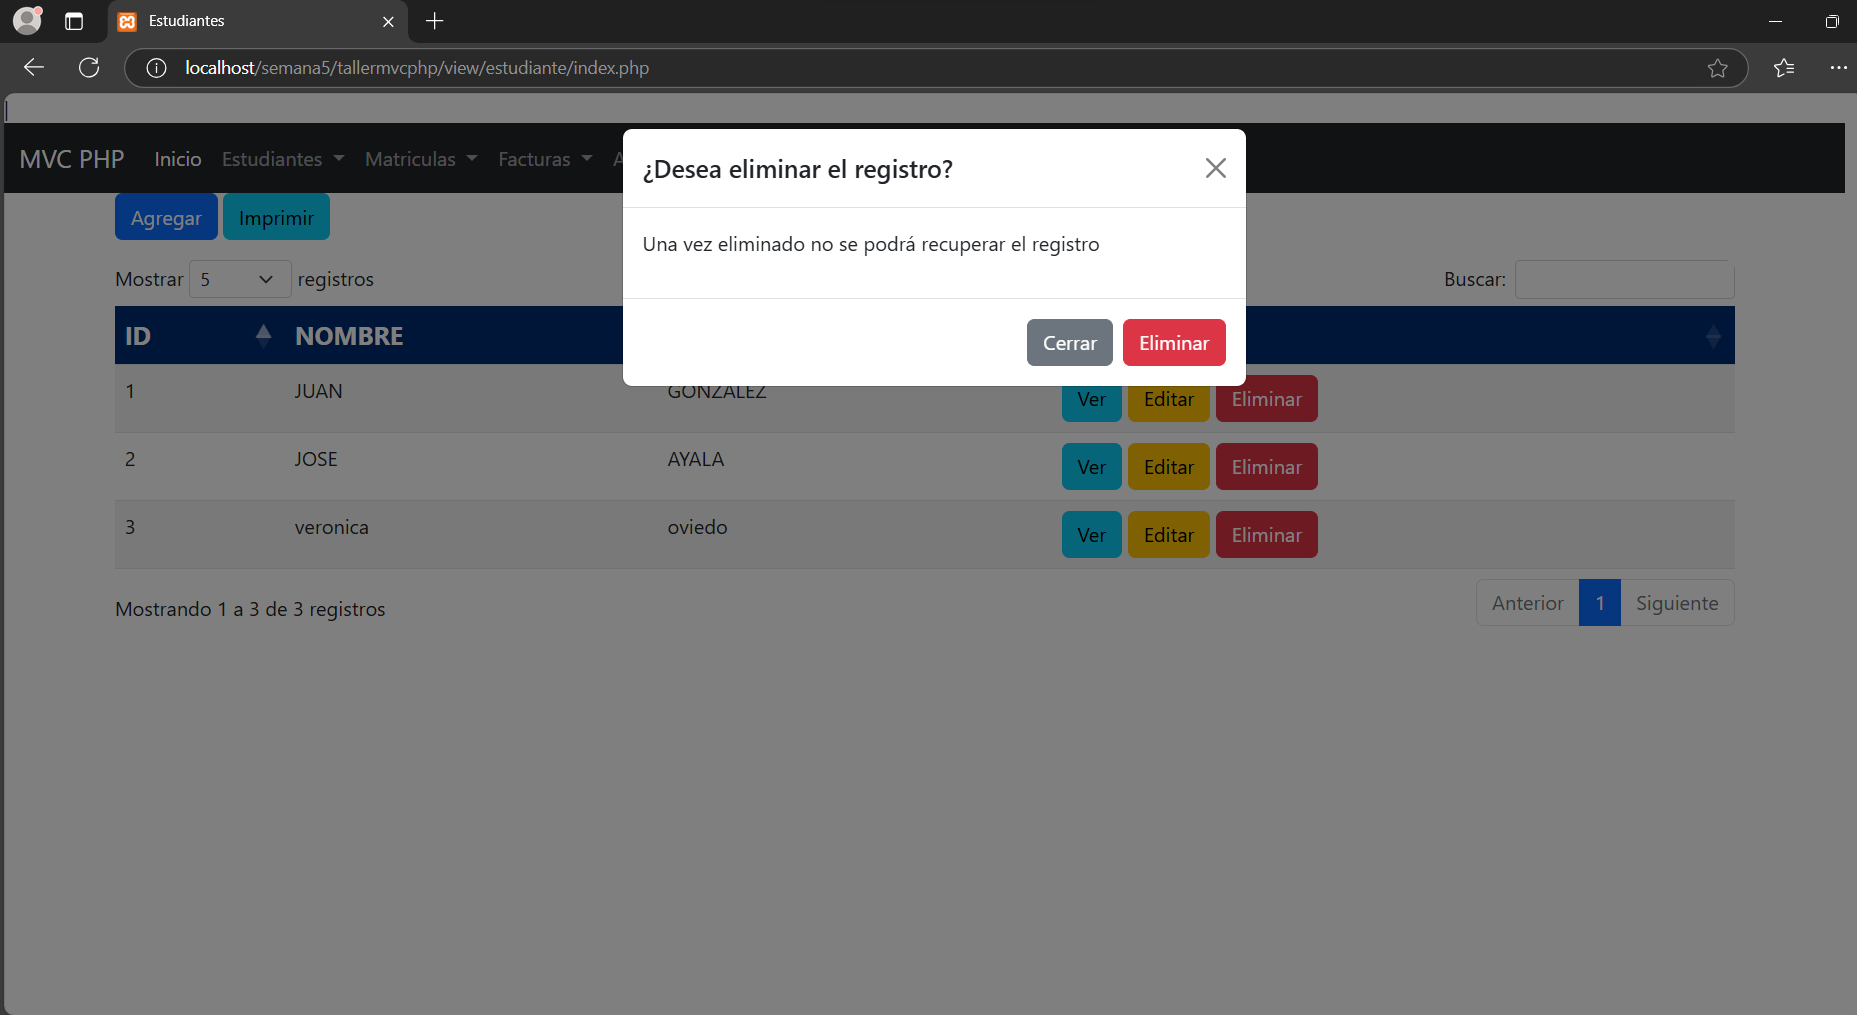 Estudiantes
localhost/semana5/tallermvcphp/view/estudiante/index.php
MVC PHP Inicio Estudiantes Matriculas Facturas A
¿Desea eliminar el registro?
Una vez eliminado no se podrá recuperar el registro
Cerrar Eliminar
Agregar Imprimir
Mostrar 5 registros Buscar:
ID NOMBRE
1 JUAN GONZALEZ Ver Editar Eliminar
2 JOSE AYALA Ver Editar Eliminar
3 veronica oviedo Ver Editar Eliminar
Mostrando 1 a 3 de 3 registros Anterior 1 Siguiente